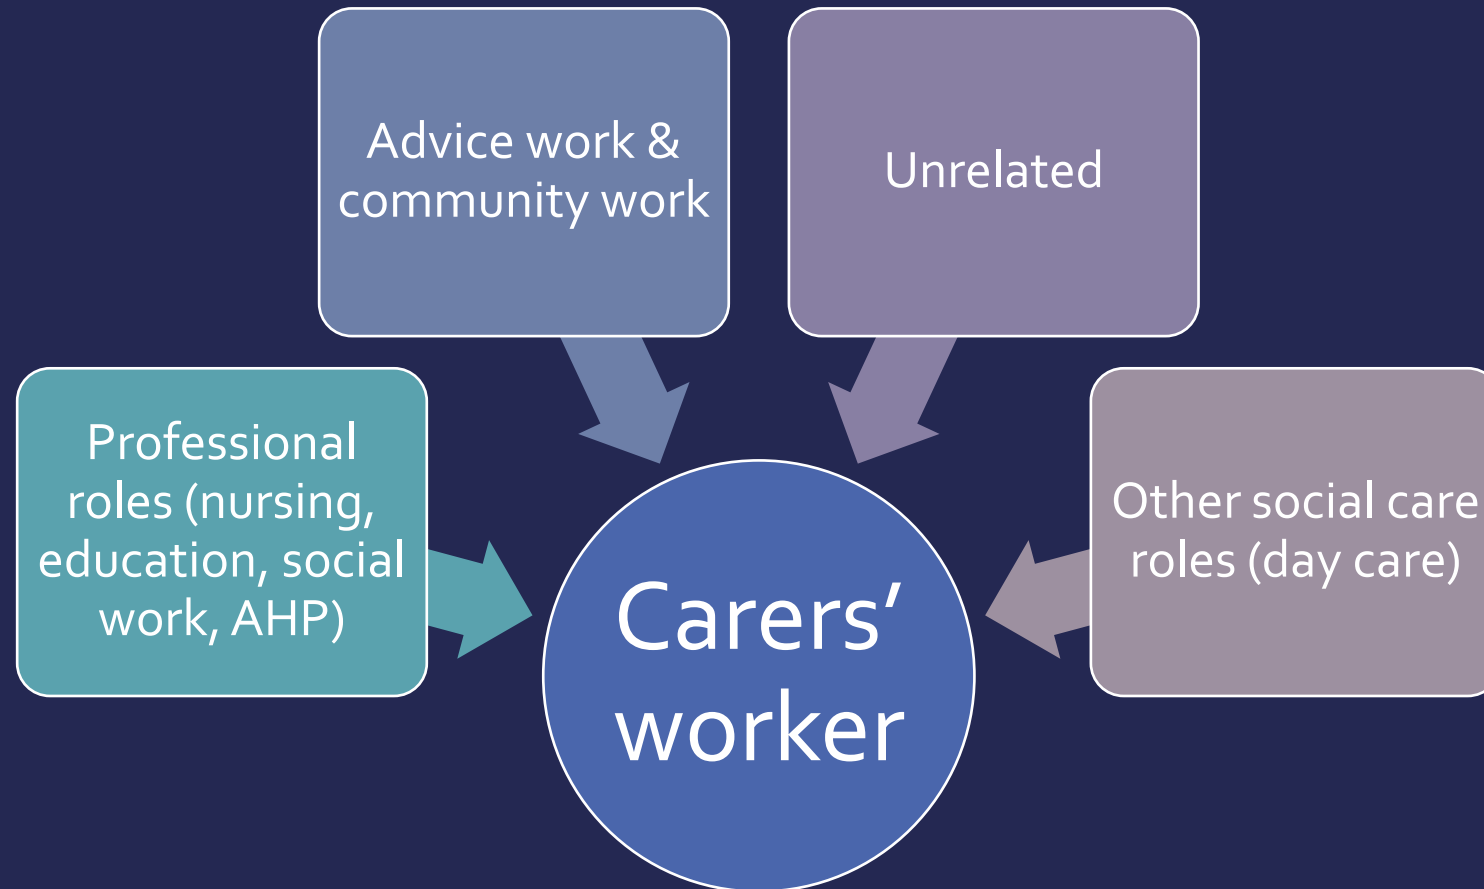 Advice work &
community work
Unrelated
Professional
roles (nursing,
education, social
work, AHP)
Other social care
roles (day care)
Carers’
worker